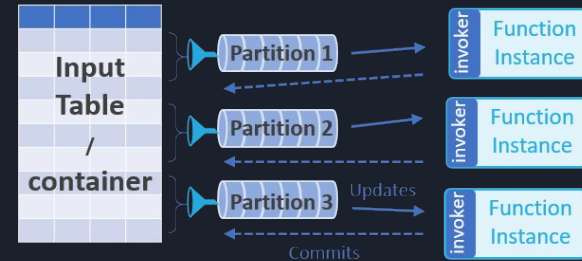 Input
Table
/
container
Partition 1
invoker
Function
Instance
Partition 2
invoker
Function
Instance
Partition 3
Updates
Commits
invoker
Function
Instance